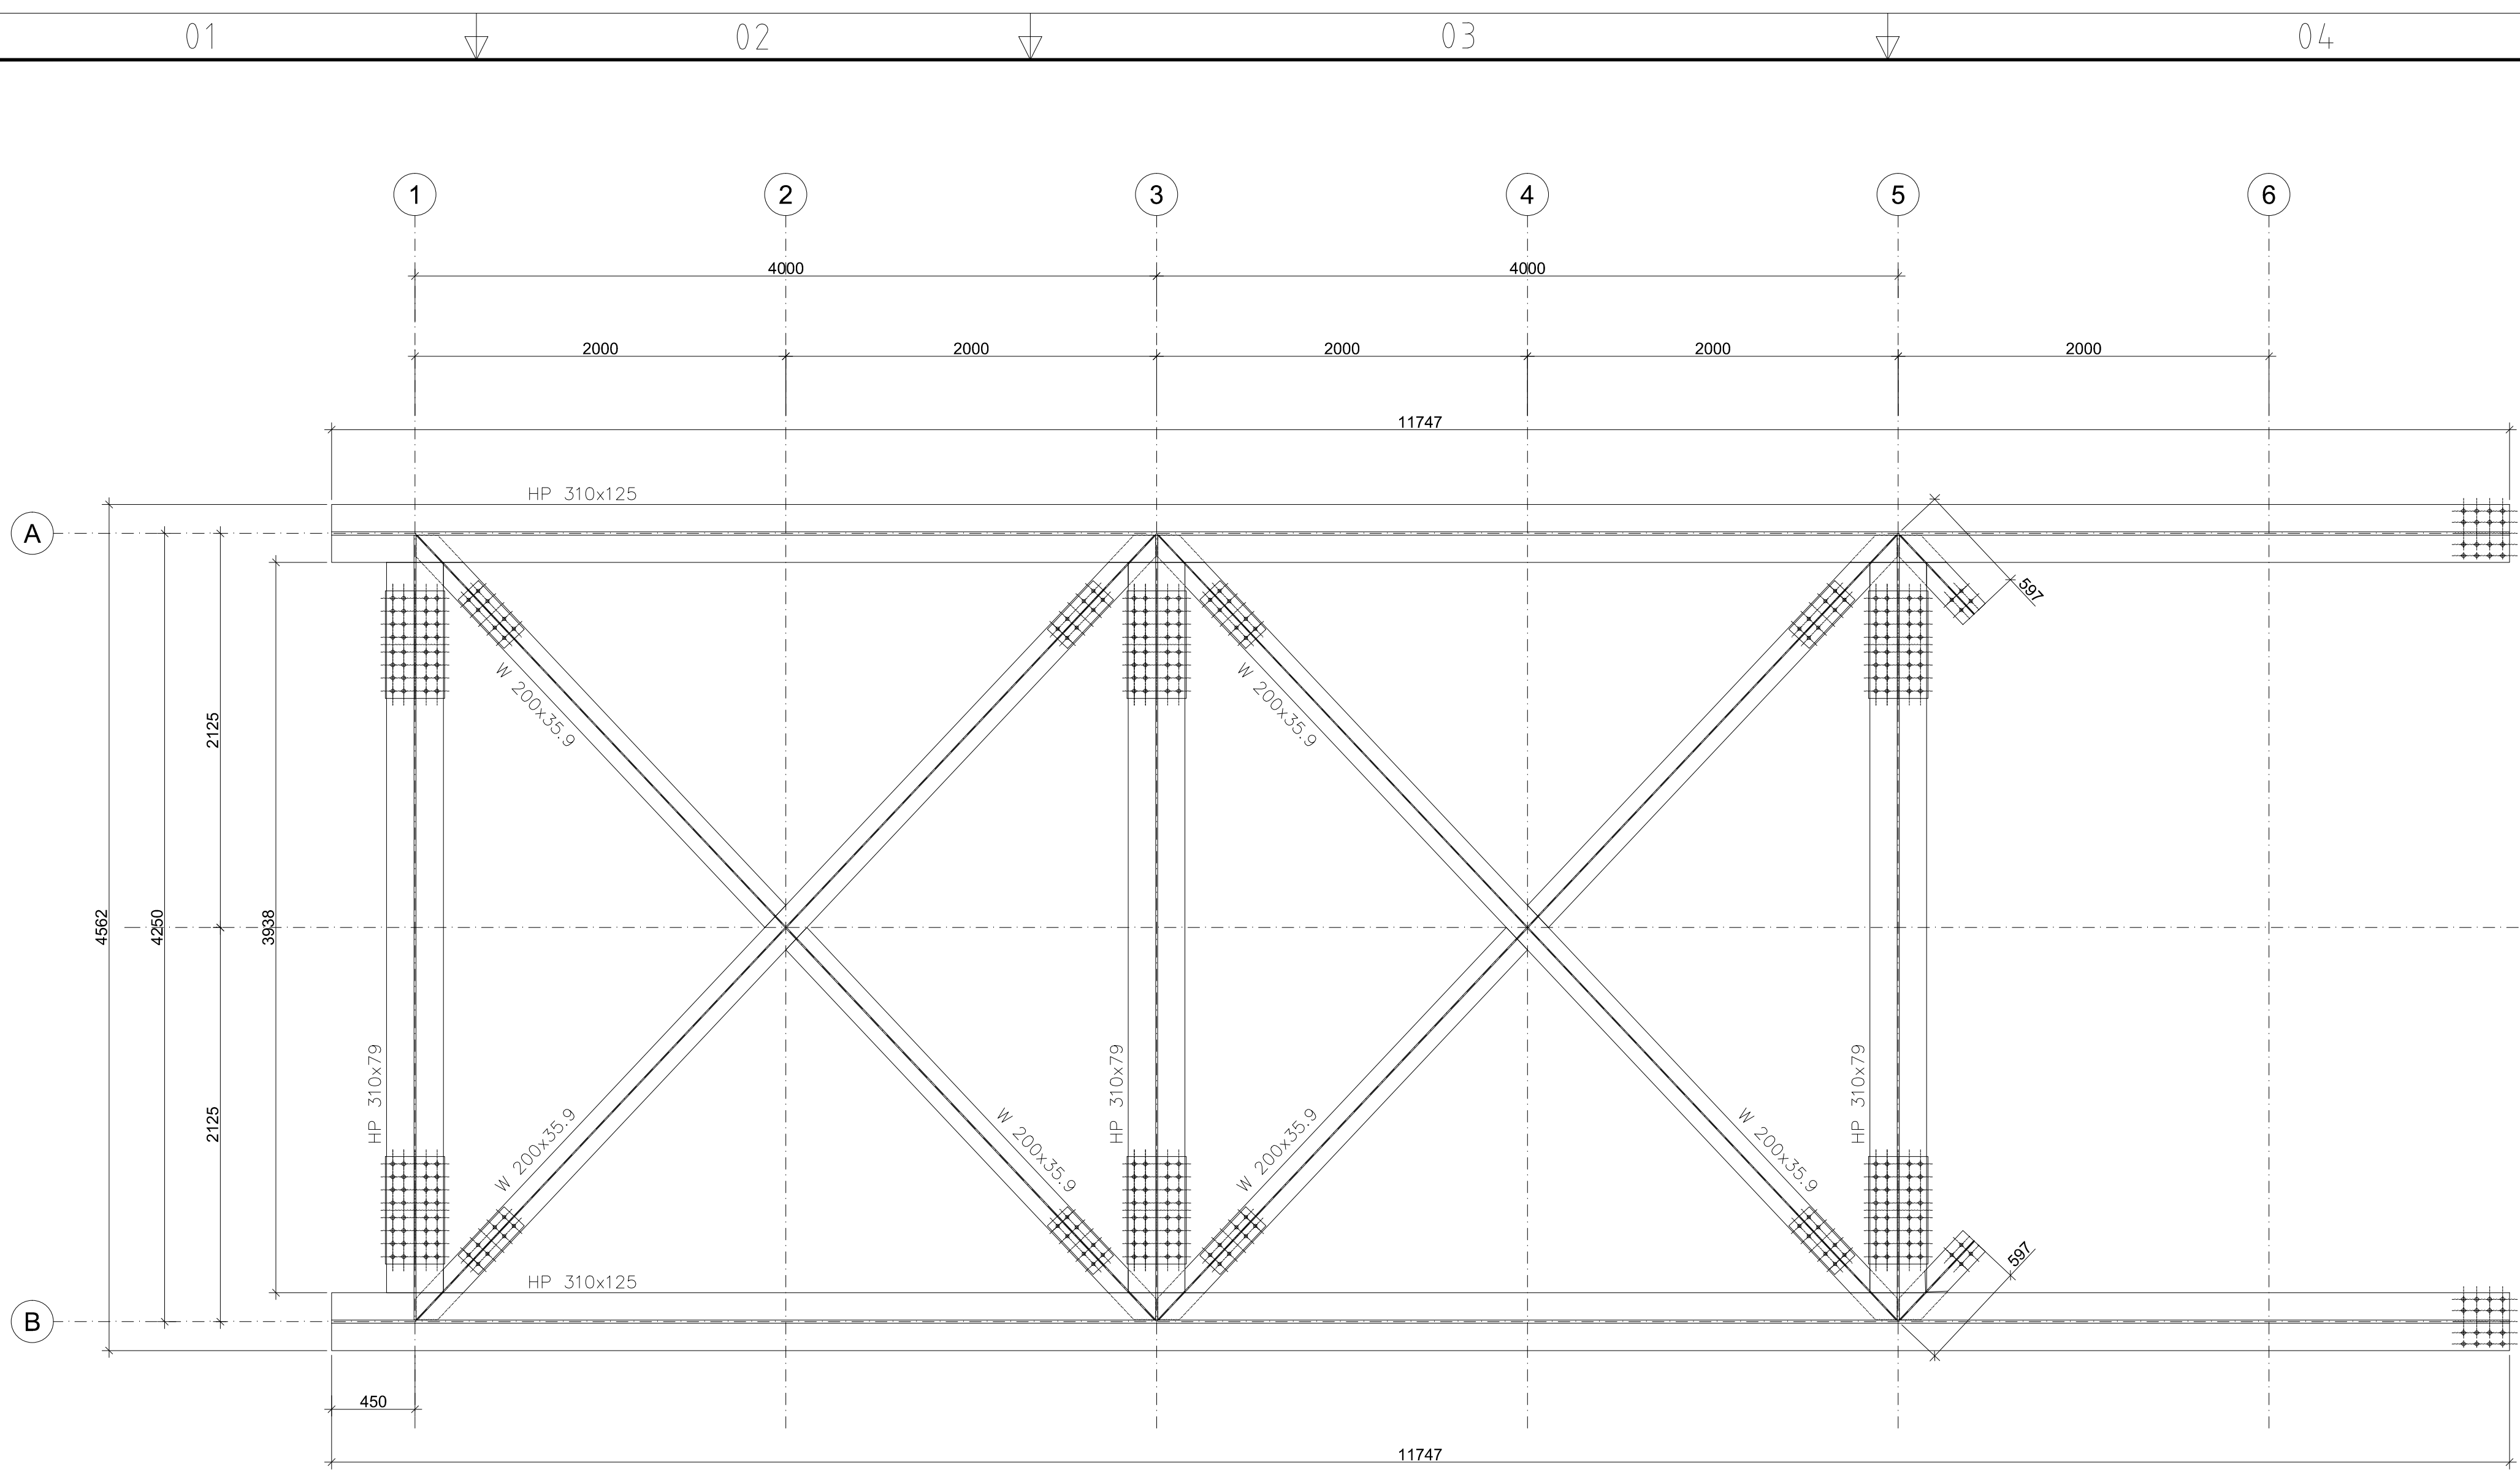 01 02 03 04
1 2 3 4 5 6
4000 4000
2000 2000 2000 2000 2000
11747
HP 310x125
A
597
W 200x35.9 W 200x35.9
2125
4562 4250 3938
HP 310x79 HP 310x79 HP 310x79
2125
W 200x35.9 W 200x35.9 W 200x35.9 W 200x35.9
597
HP 310x125
B
450
11747